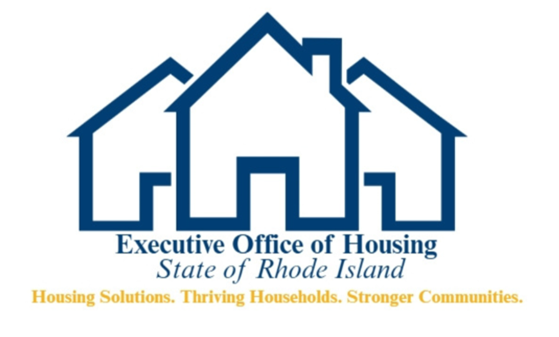 Executive Office of Housing
State of Rhode Island
Housing Solutions. Thriving Households. Stronger Communities.